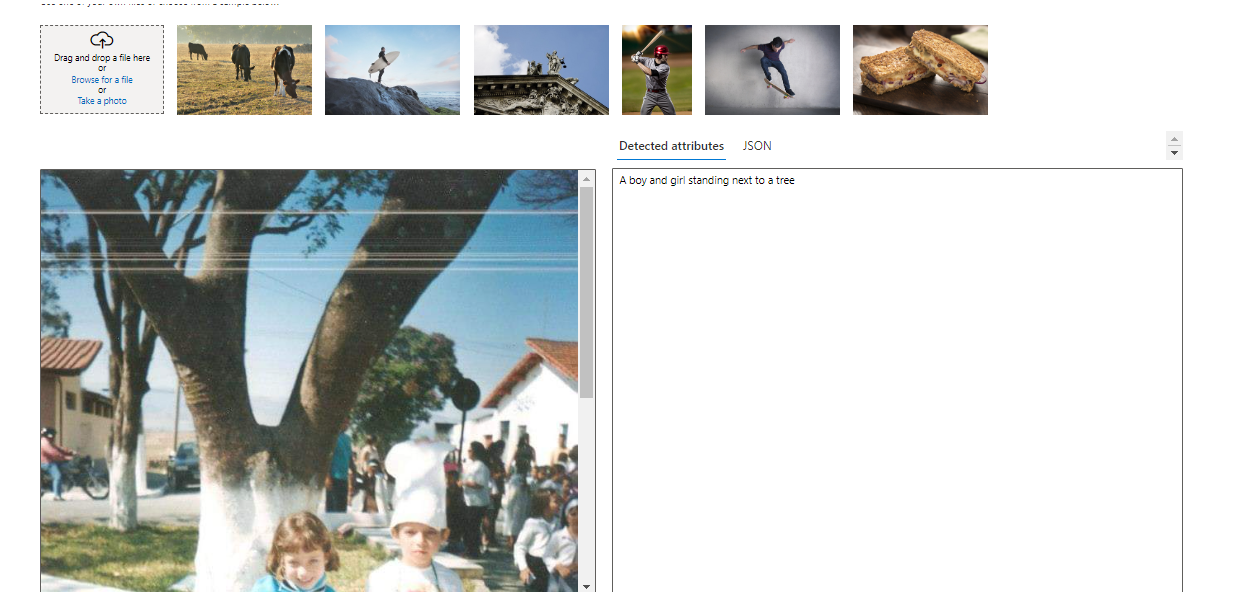 Drag and drop a file here
or
Browse for a file
or
Take a photo
Detected attributes JSON
A boy and girl standing next to a tree